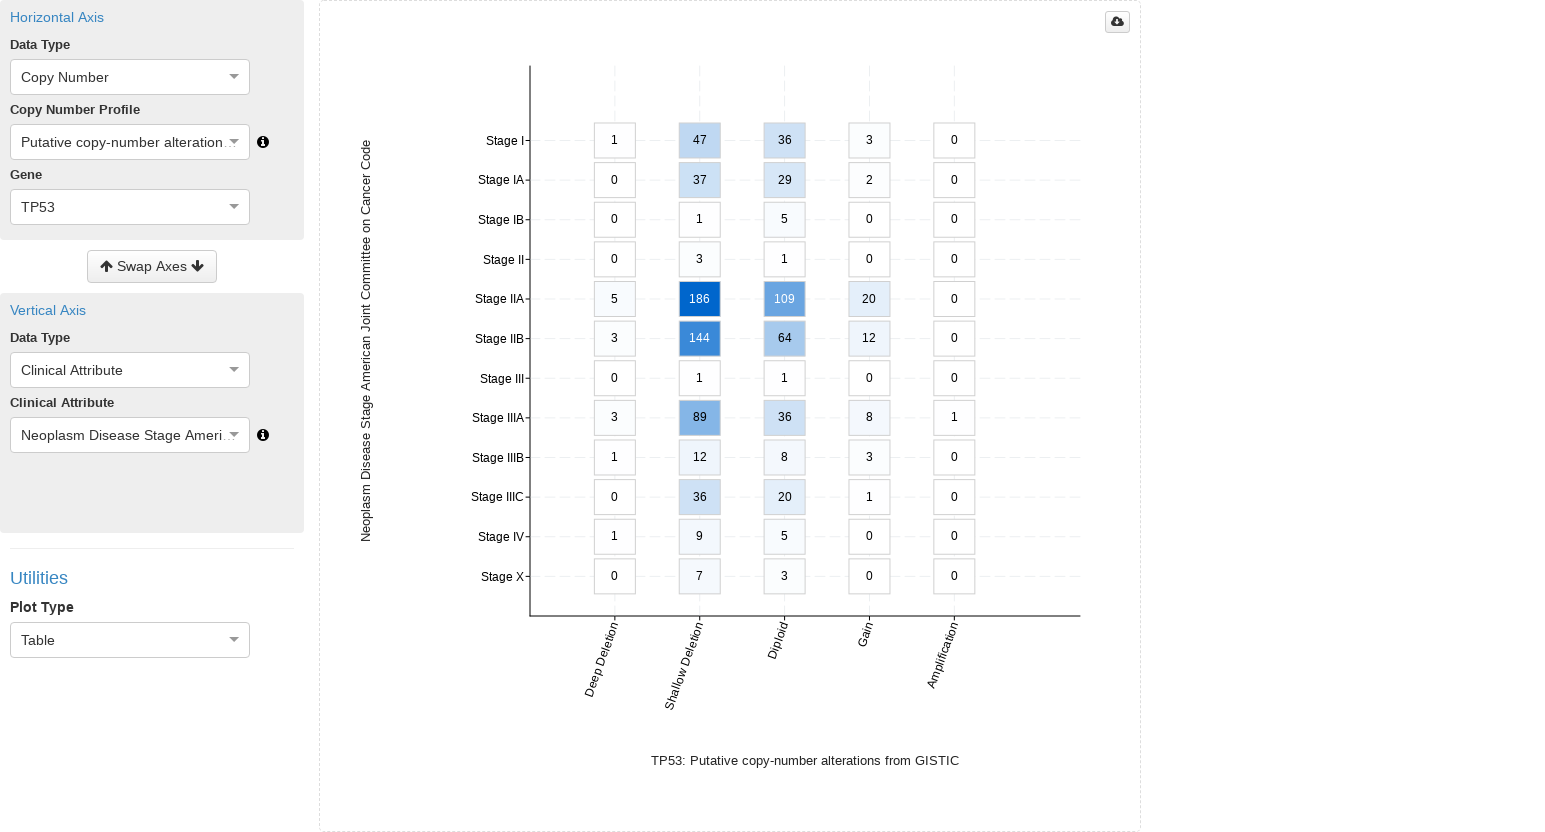 Horizontal Axis
Data Type
Copy Number
Copy Number Profile
Putative copy-number alteration...
Gene
TP53
Swap Axes
Vertical Axis
Data Type
Clinical Attribute
Clinical Attribute
Neoplasm Disease Stage Ameri...
Utilities
Plot Type
Table
Neoplasm Disease Stage American Joint Committee on Cancer Code
Stage I 1 47 36 3 0
Stage IA 0 37 29 2 0
Stage IB 0 1 5 0 0
Stage II 0 3 1 0 0
Stage IIA 5 186 109 20 0
Stage IIB 3 144 64 12 0
Stage III 0 1 1 0 0
Stage IIIA 3 89 36 8 1
Stage IIIB 1 12 8 3 0
Stage IIIC 0 36 20 1 0
Stage IV 1 9 5 0 0
Stage X 0 7 3 0 0
Deep Deletion
Shallow Deletion
Diploid
Gain
Amplification
TP53: Putative copy-number alterations from GISTIC